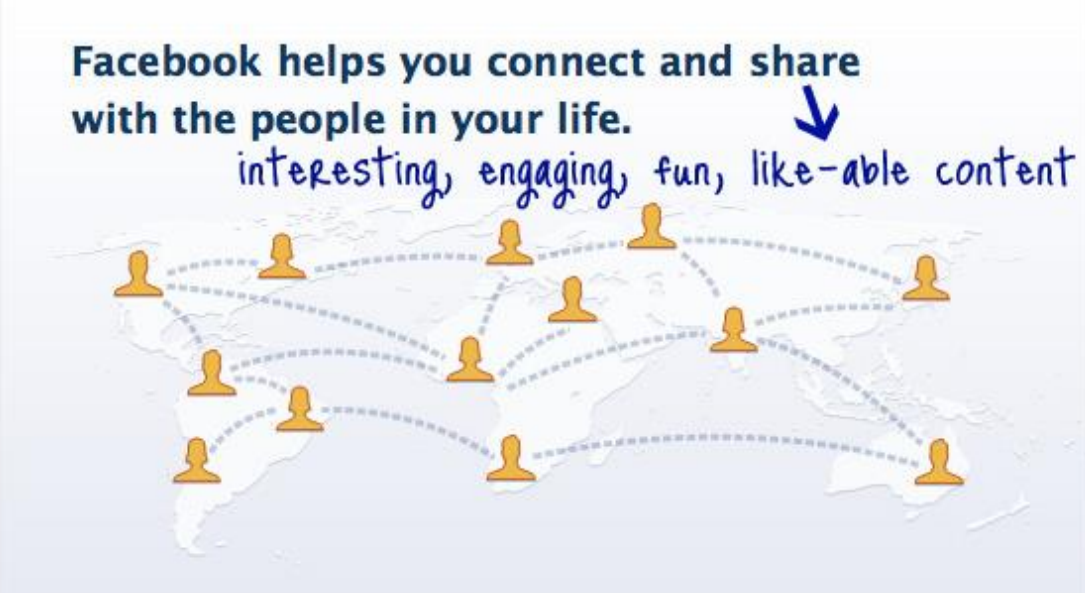 Facebook helps you connect and share
with the people in your life.
interesting, engaging, fun, like-able content